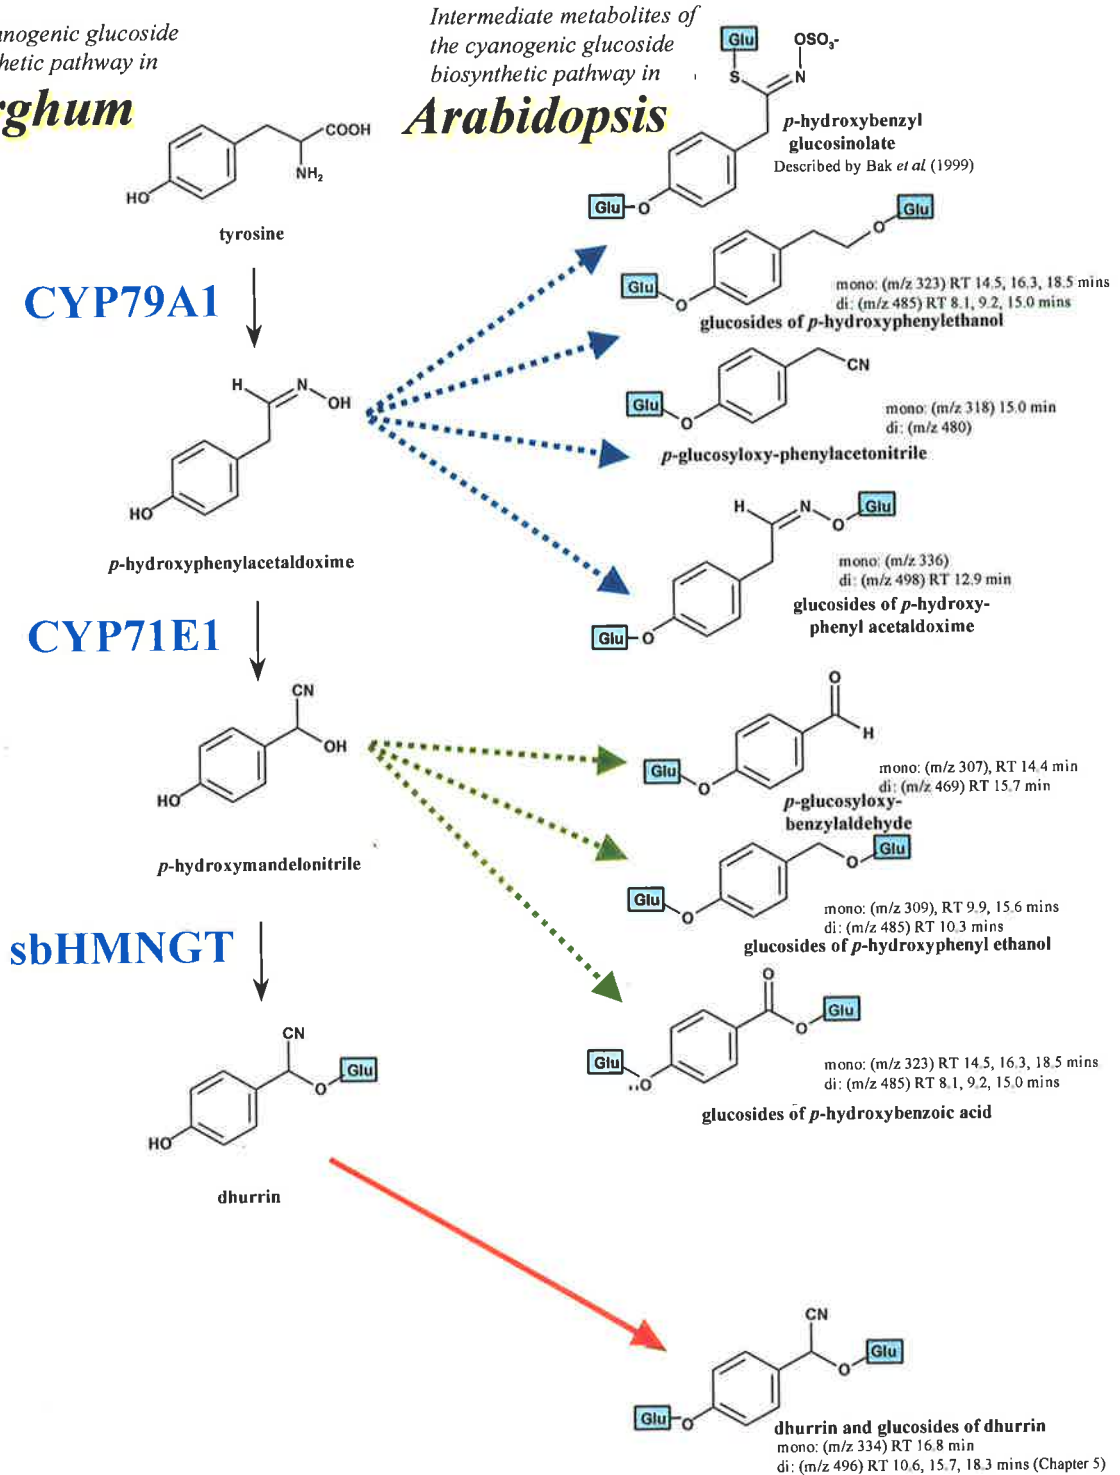 anogenic glucoside
hetic pathway in
rghum
COOH
NH2
HO
tyrosine
CYP79A1
H
N
OH
HO
p-hydroxyphenylacetaldoxime
CYP71E1
CN
OH
HO
p-hydroxymandelonitrile
sbHMNGT
CN
O
Glu
HO
dhurrin
Intermediate metabolites of
the cyanogenic glucoside
biosynthetic pathway in
Arabidopsis
Glu
OSO3-
S
N
p-hydroxybenzyl
glucosinolate
Described by Bak et al (1999)
Glu
O
O
Glu
Glu
O
mono: (m/z 323) RT 14.5, 16.3, 18.5 mins
di: (m/z 485) RT 8.1, 9.2, 15.0 mins
glucosides of p-hydroxyphenylethanol
CN
Glu
O
mono: (m/z 318) 15.0 min
di: (m/z 480)
p-glucosyloxy-phenylacetonitrile
H
N
O
Glu
mono: (m/z 336)
di: (m/z 498) RT 12.9 min
glucosides of p-hydroxy-
phenyl acetaldoxime
Glu
O
O
H
Glu
O
mono: (m/z 307), RT 14.4 min
di: (m/z 469) RT 15.7 min
p-glucosyloxy-
benzylaldehyde
O
Glu
Glu
O
mono: (m/z 309), RT 9.9, 15.6 mins
di: (m/z 485) RT 10.3 mins
glucosides of p-hydroxyphenyl ethanol
O
O
Glu
Glu
O
mono: (m/z 323) RT 14.5, 16.3, 18.5 mins
di: (m/z 485) RT 8.1, 9.2, 15.0 mins
glucosides of p-hydroxybenzoic acid
CN
O
Glu
Glu
O
dhurrin and glucosides of dhurrin
mono: (m/z 334) RT 16.8 min
di: (m/z 496) RT 10.6, 15.7, 18.3 mins (Chapter 5)